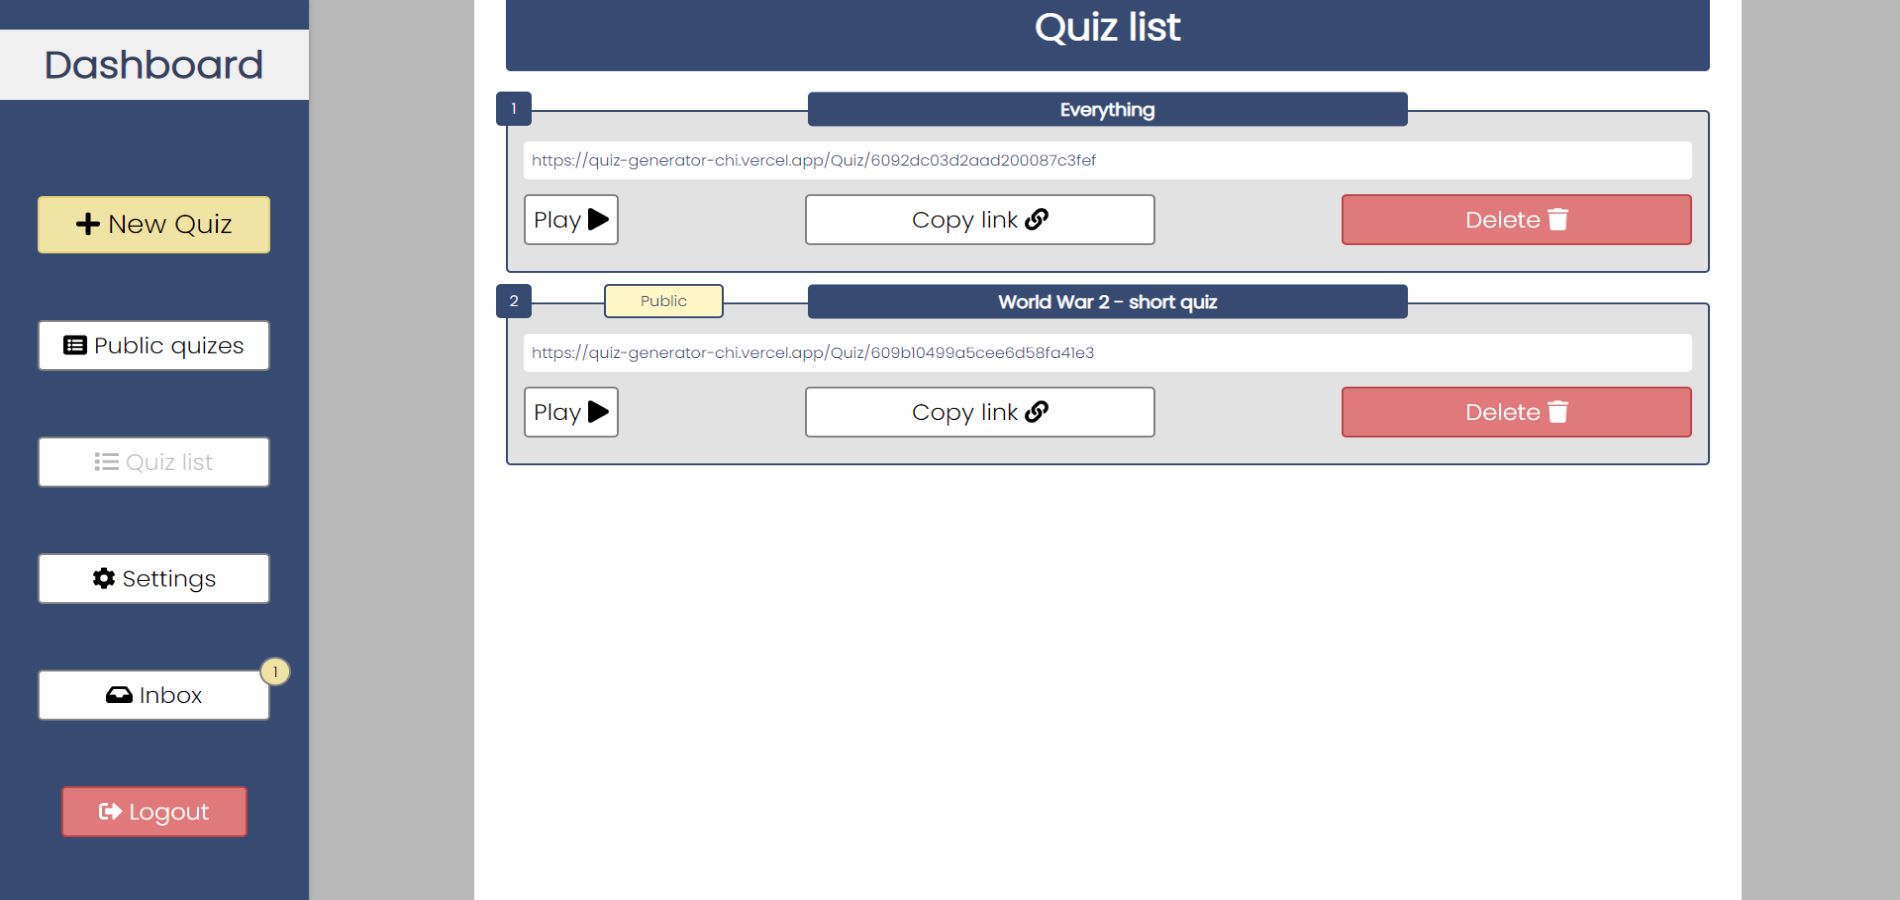 Dashboard
New Quiz
Public quizes
Quiz list
Settings
Inbox
1
Logout
Quiz list
1
Everything
https://quiz-generator-chi.vercel.app/Quiz/6092dc03d2aad200087c3fef
Play
Copy link
Delete
2
Public
World War 2 - short quiz
https://quiz-generator-chi.vercel.app/Quiz/609b10499a5cee6d58fa41e3
Play
Copy link
Delete